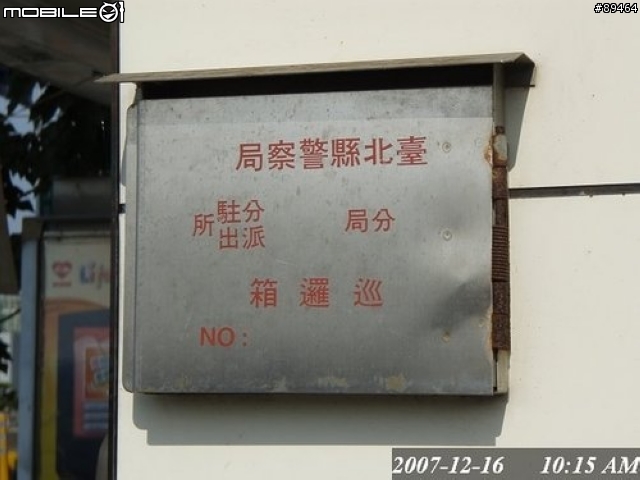 MOBILE01
#89464
臺北縣警察局
分局 分駐派出所
巡邏箱
NO:
2007-12-16 10:15 AM